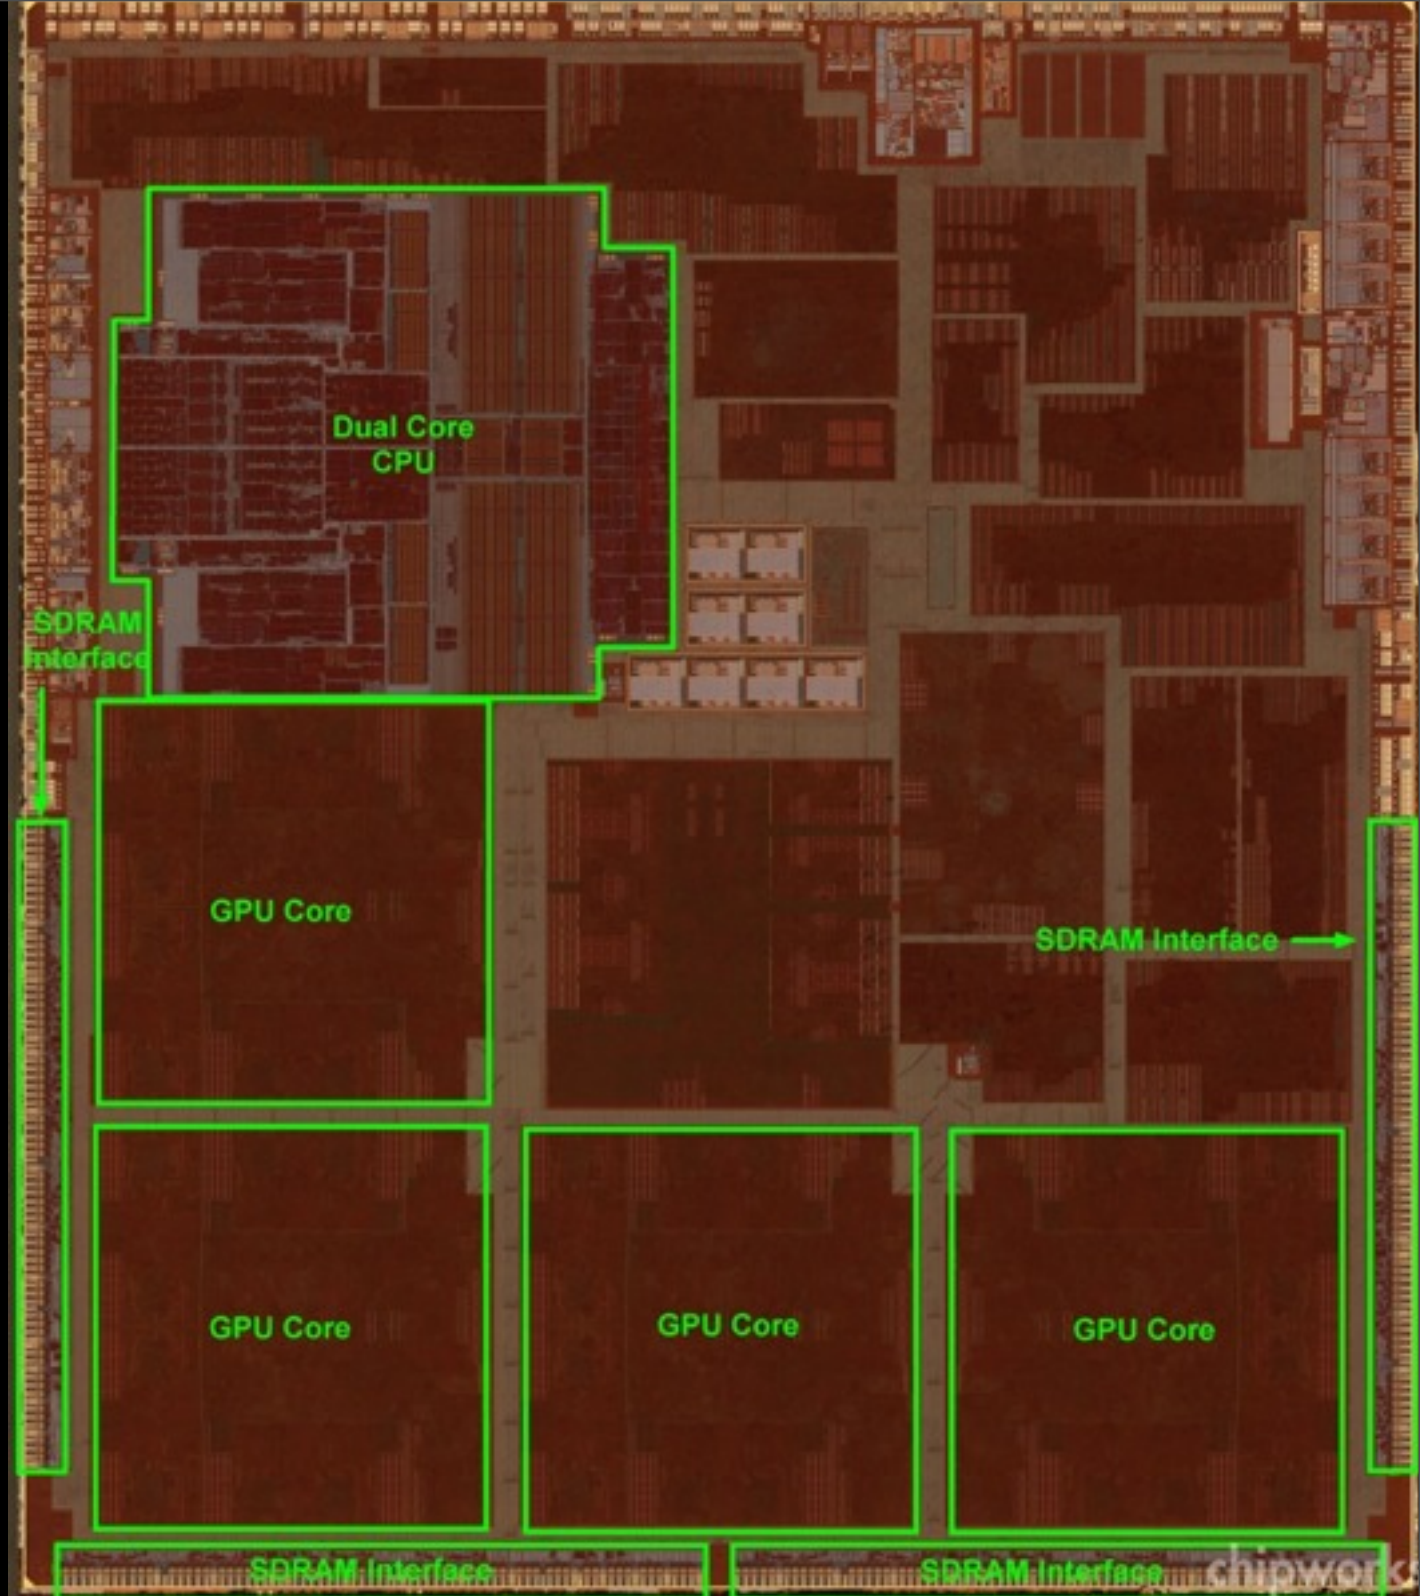 Dual Core
CPU
SDRAM
Interface
GPU Core
SDRAM Interface
GPU Core
GPU Core
GPU Core
SDRAM Interface
SDRAM Interface
chipworks